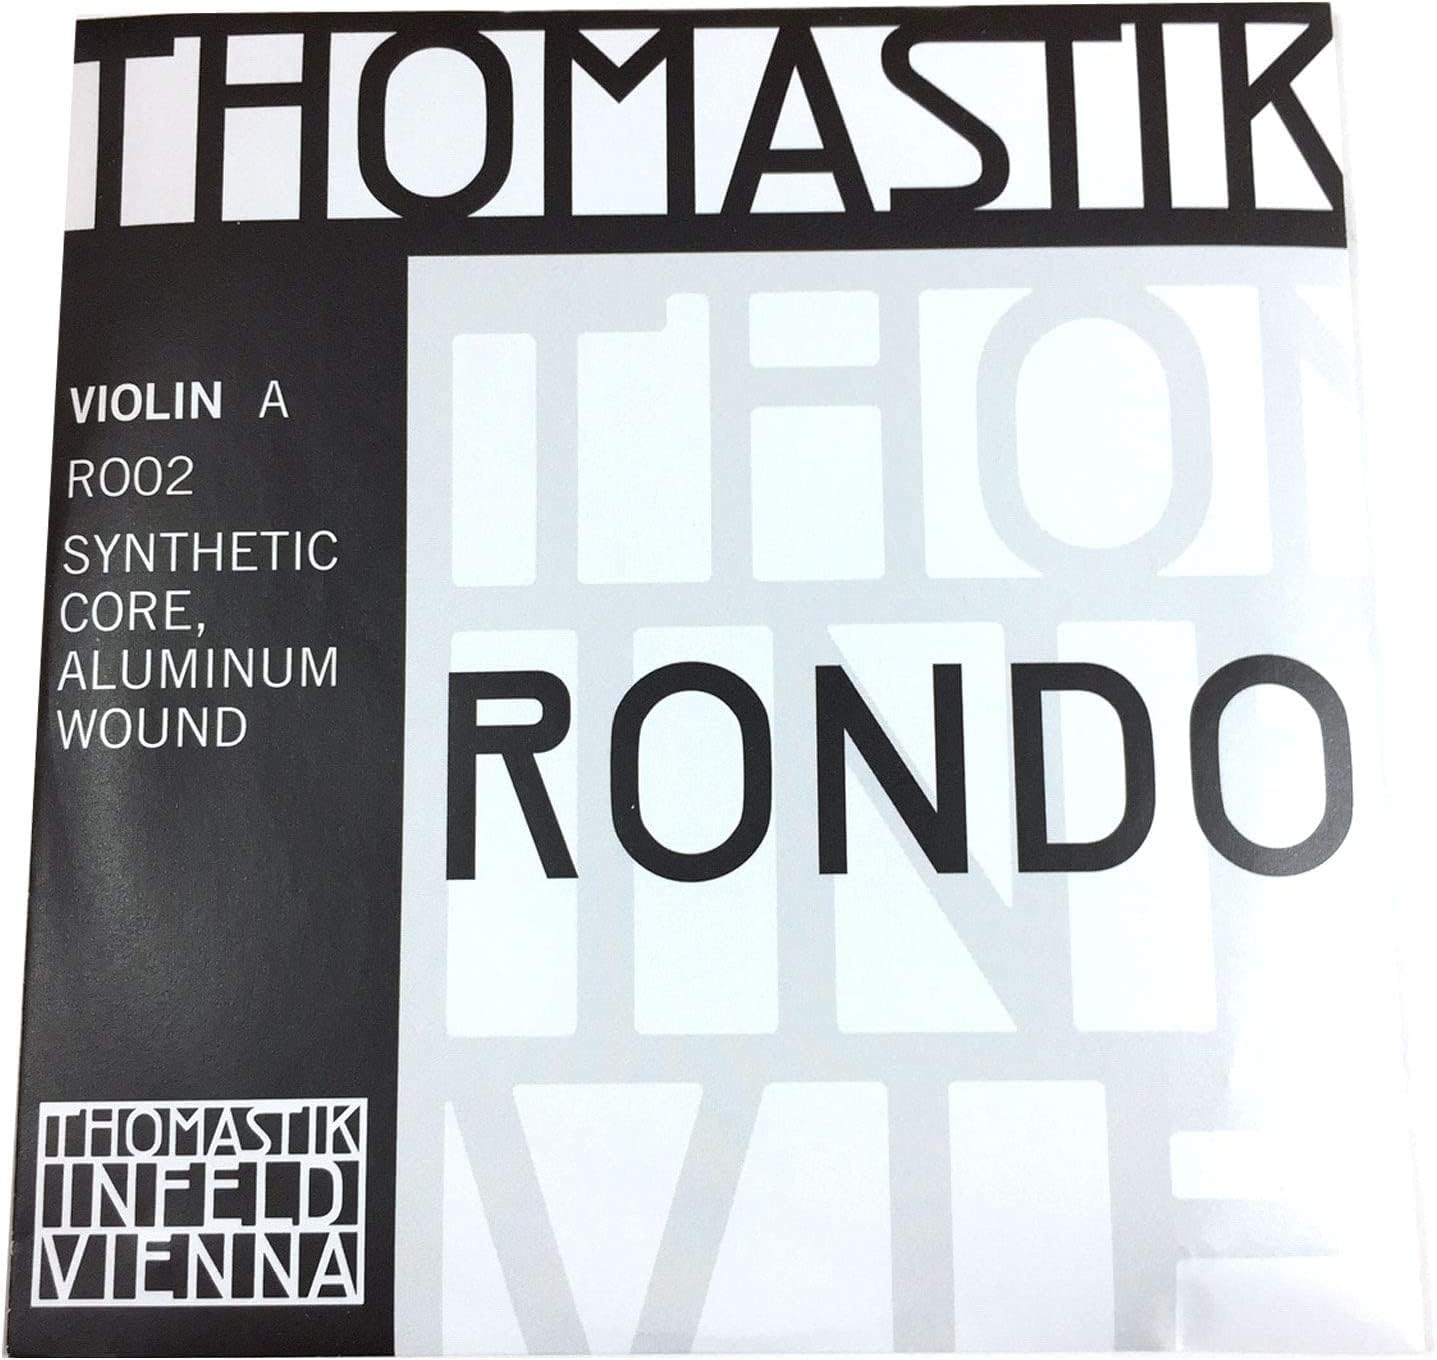 THOMASTIK
VIOLIN A
RO02
SYNTHETIC
CORE,
ALUMINUM
WOUND
RONDO
THOMASTIK
INFELD
VIENNA